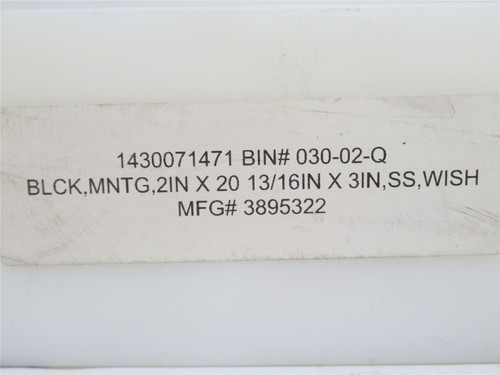 1430071471 BIN# 030-02-Q
BLCK,MNTG,2IN X 20 13/16IN X 3IN,SS,WISH
MFG# 3895322